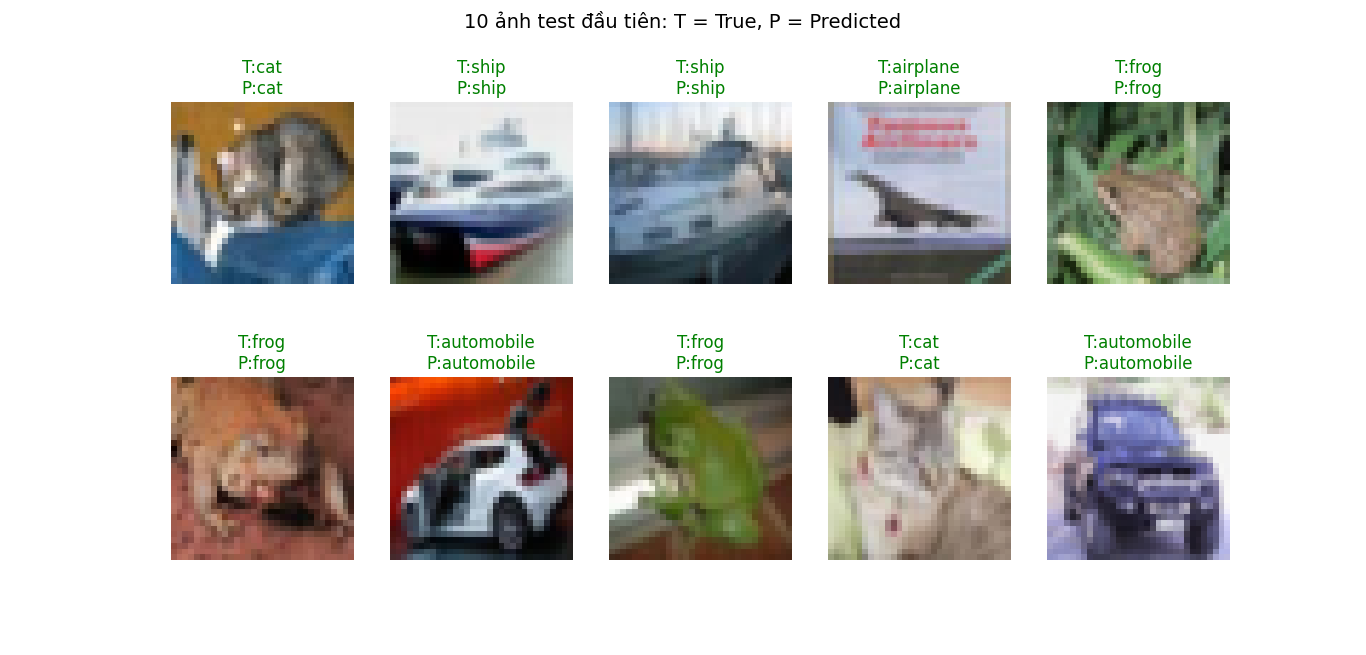 10 ảnh test đầu tiên: T = True, P = Predicted
T:cat
P:cat
T:ship
P:ship
T:ship
P:ship
T:airplane
P:airplane
T:frog
P:frog
T:frog
P:frog
T:automobile
P:automobile
T:frog
P:frog
T:cat
P:cat
T:automobile
P:automobile